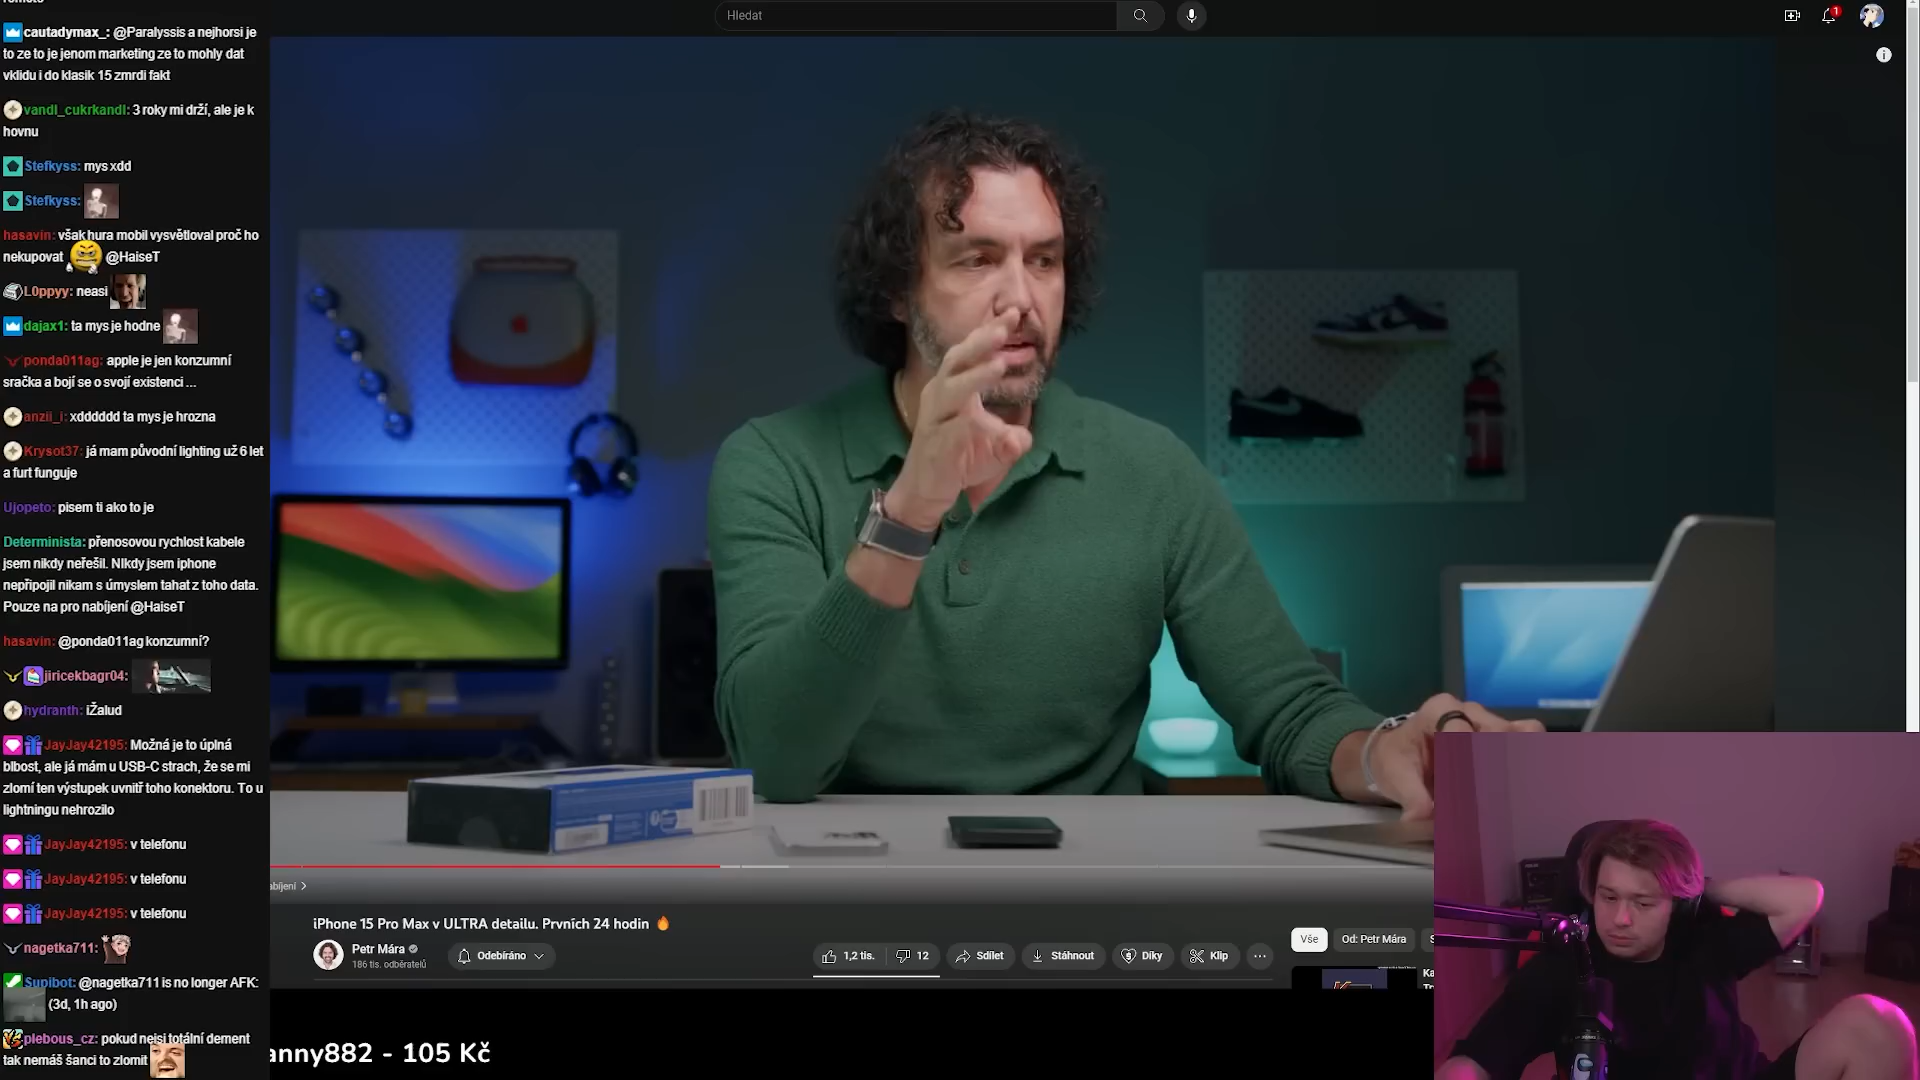 cautadymax_: @Paralyssis a nejhorsi je
to ze to je jenom marketing ze to mohly dat
vklidu i do klasik 15 zmrdi fakt
vandl_cukrkandl: 3 roky mi drží, ale je k
hovnu
Stefkyss: mys xdd
Stefkyss:
hasavin: však hura mobil vysvětloval proč ho
nekupovat @HaiseT
L0ppyy: neasi
dajax1: ta mys je hodne
ponda011ag: apple je jen konzumní
sračka a bojí se o svojí existenci ...
anzii_i: xdddddd ta mys je hrozna
Krysot37: já mam původní lighting už 6 let
a furt funguje
Ujopeto: pisem ti ako to je
Determinista: přenosovou rychlost kabele
jsem nikdy neřešil. NIkdy jsem iphone
nepřipojil nikam s úmyslem tahat z toho data.
Pouze na pro nabíjení @HaiseT
hasavin: @ponda011ag konzumní?
jiricekbagr04:
hydranth: iŽalud
JayJay42195: Možná je to úplná
blbost, ale já mám u USB-C strach, že se mi
zlomí ten výstupek uvnitř toho konektoru. To u
lightningu nehrozilo
JayJay42195: v telefonu
JayJay42195: v telefonu
JayJay42195: v telefonu
nagetka711:
Supibot: @nagetka711 is no longer AFK:
(3d, 1h ago)
plebous_cz: pokud nejsi totální dement
tak nemáš šanci to zlomit
Hledat
1
abíjení
iPhone 15 Pro Max v ULTRA detailu. Prvních 24 hodin
Petr Mára
186 tis. odběratelů
Odebíráno
1,2 tis.
12
Sdílet
Stáhnout
Díky
Klip
Vše
Od: Petr Mára
anny882 - 105 Kč